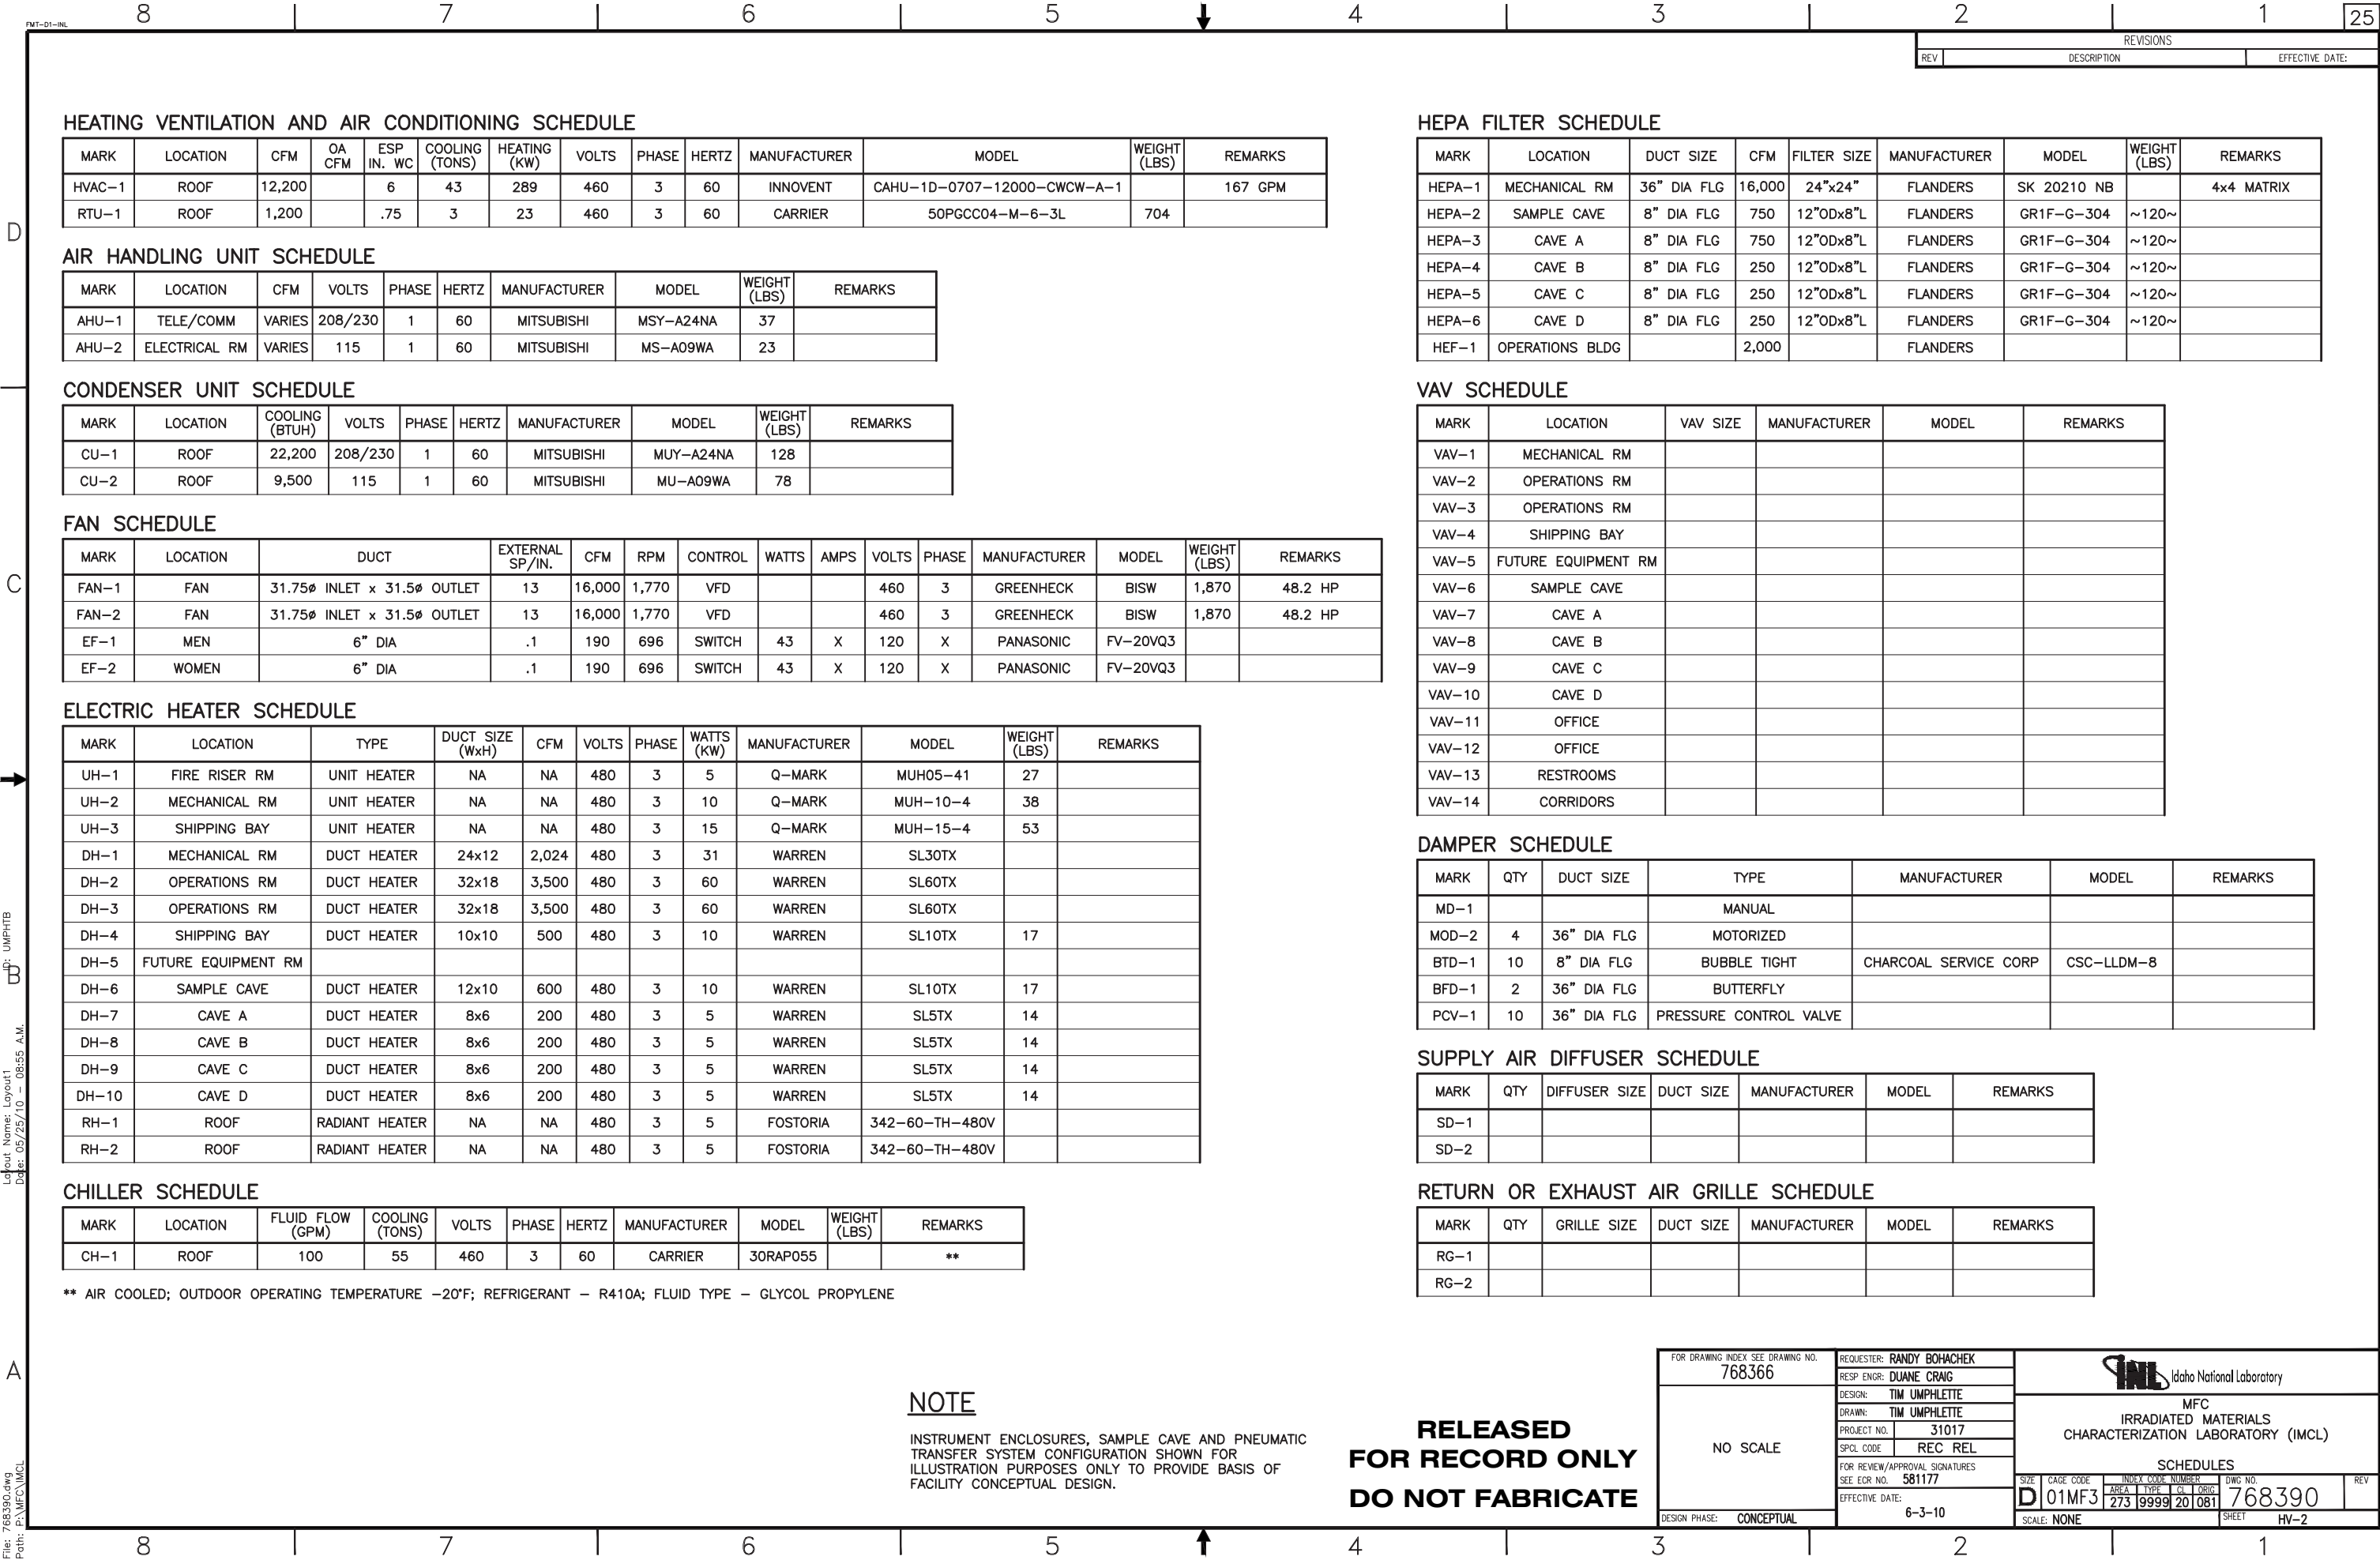 FMT-D1-INL
8 7 6 5 4 3 2 1 25
REVISIONS
REV DESCRIPTION EFFECTIVE DATE:
HEATING VENTILATION AND AIR CONDITIONING SCHEDULE
MARK LOCATION CFM OA CFM ESP IN. WC COOLING (TONS) HEATING (KW) VOLTS PHASE HERTZ MANUFACTURER MODEL WEIGHT (LBS) REMARKS
HVAC-1 ROOF 12,200 6 43 289 460 3 60 INNOVENT CAHU-1D-0707-12000-CWCW-A-1 167 GPM
RTU-1 ROOF 1,200 .75 3 23 460 3 60 CARRIER 50PGCC04-M-6-3L 704
AIR HANDLING UNIT SCHEDULE
MARK LOCATION CFM VOLTS PHASE HERTZ MANUFACTURER MODEL WEIGHT (LBS) REMARKS
AHU-1 TELE/COMM VARIES 208/230 1 60 MITSUBISHI MSY-A24NA 37
AHU-2 ELECTRICAL RM VARIES 115 1 60 MITSUBISHI MS-A09WA 23
CONDENSER UNIT SCHEDULE
MARK LOCATION COOLING (BTUH) VOLTS PHASE HERTZ MANUFACTURER MODEL WEIGHT (LBS) REMARKS
CU-1 ROOF 22,200 208/230 1 60 MITSUBISHI MUY-A24NA 128
CU-2 ROOF 9,500 115 1 60 MITSUBISHI MU-A09WA 78
FAN SCHEDULE
MARK LOCATION DUCT EXTERNAL SP/IN. CFM RPM CONTROL WATTS AMPS VOLTS PHASE MANUFACTURER MODEL WEIGHT (LBS) REMARKS
FAN-1 FAN 31.75ø INLET x 31.5ø OUTLET 13 16,000 1,770 VFD 460 3 GREENHECK BISW 1,870 48.2 HP
FAN-2 FAN 31.75ø INLET x 31.5ø OUTLET 13 16,000 1,770 VFD 460 3 GREENHECK BISW 1,870 48.2 HP
EF-1 MEN 6" DIA .1 190 696 SWITCH 43 X 120 X PANASONIC FV-20VQ3
EF-2 WOMEN 6" DIA .1 190 696 SWITCH 43 X 120 X PANASONIC FV-20VQ3
ELECTRIC HEATER SCHEDULE
MARK LOCATION TYPE DUCT SIZE (WxH) CFM VOLTS PHASE WATTS (KW) MANUFACTURER MODEL WEIGHT (LBS) REMARKS
UH-1 FIRE RISER RM UNIT HEATER NA NA 480 3 5 Q-MARK MUH05-41 27
UH-2 MECHANICAL RM UNIT HEATER NA NA 480 3 10 Q-MARK MUH-10-4 38
UH-3 SHIPPING BAY UNIT HEATER NA NA 480 3 15 Q-MARK MUH-15-4 53
DH-1 MECHANICAL RM DUCT HEATER 24x12 2,024 480 3 31 WARREN SL30TX
DH-2 OPERATIONS RM DUCT HEATER 32x18 3,500 480 3 60 WARREN SL60TX
DH-3 OPERATIONS RM DUCT HEATER 32x18 3,500 480 3 60 WARREN SL60TX
DH-4 SHIPPING BAY DUCT HEATER 10x10 500 480 3 10 WARREN SL10TX 17
DH-5 FUTURE EQUIPMENT RM
DH-6 SAMPLE CAVE DUCT HEATER 12x10 600 480 3 10 WARREN SL10TX 17
DH-7 CAVE A DUCT HEATER 8x6 200 480 3 5 WARREN SL5TX 14
DH-8 CAVE B DUCT HEATER 8x6 200 480 3 5 WARREN SL5TX 14
DH-9 CAVE C DUCT HEATER 8x6 200 480 3 5 WARREN SL5TX 14
DH-10 CAVE D DUCT HEATER 8x6 200 480 3 5 WARREN SL5TX 14
RH-1 ROOF RADIANT HEATER NA NA 480 3 5 FOSTORIA 342-60-TH-480V
RH-2 ROOF RADIANT HEATER NA NA 480 3 5 FOSTORIA 342-60-TH-480V
CHILLER SCHEDULE
MARK LOCATION FLUID FLOW (GPM) COOLING (TONS) VOLTS PHASE HERTZ MANUFACTURER MODEL WEIGHT (LBS) REMARKS
CH-1 ROOF 100 55 460 3 60 CARRIER 30RAP055 **
** AIR COOLED; OUTDOOR OPERATING TEMPERATURE -20°F; REFRIGERANT - R410A; FLUID TYPE - GLYCOL PROPYLENE
HEPA FILTER SCHEDULE
MARK LOCATION DUCT SIZE CFM FILTER SIZE MANUFACTURER MODEL WEIGHT (LBS) REMARKS
HEPA-1 MECHANICAL RM 36" DIA FLG 16,000 24"x24" FLANDERS SK 20210 NB 4x4 MATRIX
HEPA-2 SAMPLE CAVE 8" DIA FLG 750 12"ODx8"L FLANDERS GR1F-G-304 ~120~
HEPA-3 CAVE A 8" DIA FLG 750 12"ODx8"L FLANDERS GR1F-G-304 ~120~
HEPA-4 CAVE B 8" DIA FLG 250 12"ODx8"L FLANDERS GR1F-G-304 ~120~
HEPA-5 CAVE C 8" DIA FLG 250 12"ODx8"L FLANDERS GR1F-G-304 ~120~
HEPA-6 CAVE D 8" DIA FLG 250 12"ODx8"L FLANDERS GR1F-G-304 ~120~
HEF-1 OPERATIONS BLDG 2,000 FLANDERS
VAV SCHEDULE
MARK LOCATION VAV SIZE MANUFACTURER MODEL REMARKS
VAV-1 MECHANICAL RM
VAV-2 OPERATIONS RM
VAV-3 OPERATIONS RM
VAV-4 SHIPPING BAY
VAV-5 FUTURE EQUIPMENT RM
VAV-6 SAMPLE CAVE
VAV-7 CAVE A
VAV-8 CAVE B
VAV-9 CAVE C
VAV-10 CAVE D
VAV-11 OFFICE
VAV-12 OFFICE
VAV-13 RESTROOMS
VAV-14 CORRIDORS
DAMPER SCHEDULE
MARK QTY DUCT SIZE TYPE MANUFACTURER MODEL REMARKS
MD-1 MANUAL
MOD-2 4 36" DIA FLG MOTORIZED
BTD-1 10 8" DIA FLG BUBBLE TIGHT CHARCOAL SERVICE CORP CSC-LLDM-8
BFD-1 2 36" DIA FLG BUTTERFLY
PCV-1 10 36" DIA FLG PRESSURE CONTROL VALVE
SUPPLY AIR DIFFUSER SCHEDULE
MARK QTY DIFFUSER SIZE DUCT SIZE MANUFACTURER MODEL REMARKS
SD-1
SD-2
RETURN OR EXHAUST AIR GRILLE SCHEDULE
MARK QTY GRILLE SIZE DUCT SIZE MANUFACTURER MODEL REMARKS
RG-1
RG-2
D
C
B
A
ID: UMPHTB
Layout Name: Layout1
Date: 05/25/10 - 08:55 A.M.
File: 768390.dwg
Path: P:\MFC\IMCL
NOTE
INSTRUMENT ENCLOSURES, SAMPLE CAVE AND PNEUMATIC
TRANSFER SYSTEM CONFIGURATION SHOWN FOR
ILLUSTRATION PURPOSES ONLY TO PROVIDE BASIS OF
FACILITY CONCEPTUAL DESIGN.
RELEASED
FOR RECORD ONLY
DO NOT FABRICATE
FOR DRAWING INDEX SEE DRAWING NO.
768366
NO SCALE
DESIGN PHASE: CONCEPTUAL
REQUESTER: RANDY BOHACHEK
RESP ENGR: DUANE CRAIG
DESIGN: TIM UMPHLETTE
DRAWN: TIM UMPHLETTE
PROJECT NO. 31017
SPCL CODE REC REL
FOR REVIEW/APPROVAL SIGNATURES
SEE ECR NO. 581177
EFFECTIVE DATE:
6-3-10
INL Idaho National Laboratory
MFC
IRRADIATED MATERIALS
CHARACTERIZATION LABORATORY (IMCL)
SCHEDULES
SIZE CAGE CODE INDEX CODE NUMBER DWG NO. REV
AREA TYPE CL ORIG
D 01MF3 273 9999 20 081 768390
SCALE: NONE SHEET HV-2
8 7 6 5 4 3 2 1